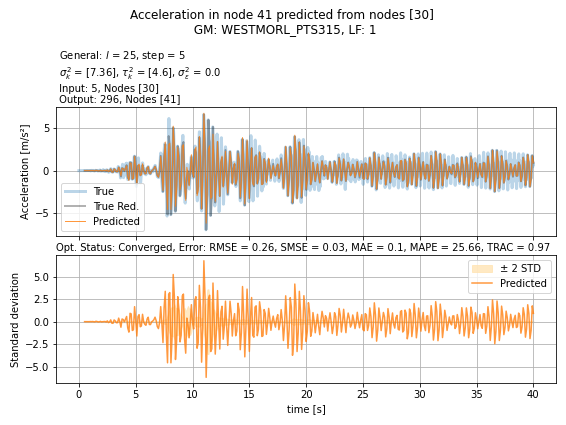 Acceleration in node 41 predicted from nodes [30]
GM: WESTMORL_PTS315, LF: 1
General: l = 25, step = 5
σ²ₖ = [7.36], τ²ₖ = [4.6], σ²ε = 0.0
Input: 5, Nodes [30]
Output: 296, Nodes [41]
Acceleration [m/s²]
5
0
−5
True
True Red.
Predicted
Opt. Status: Converged, Error: RMSE = 0.26, SMSE = 0.03, MAE = 0.1, MAPE = 25.66, TRAC = 0.97
Standard deviation
5.0
2.5
0.0
−2.5
−5.0
± 2 STD
Predicted
0 5 10 15 20 25 30 35 40
time [s]